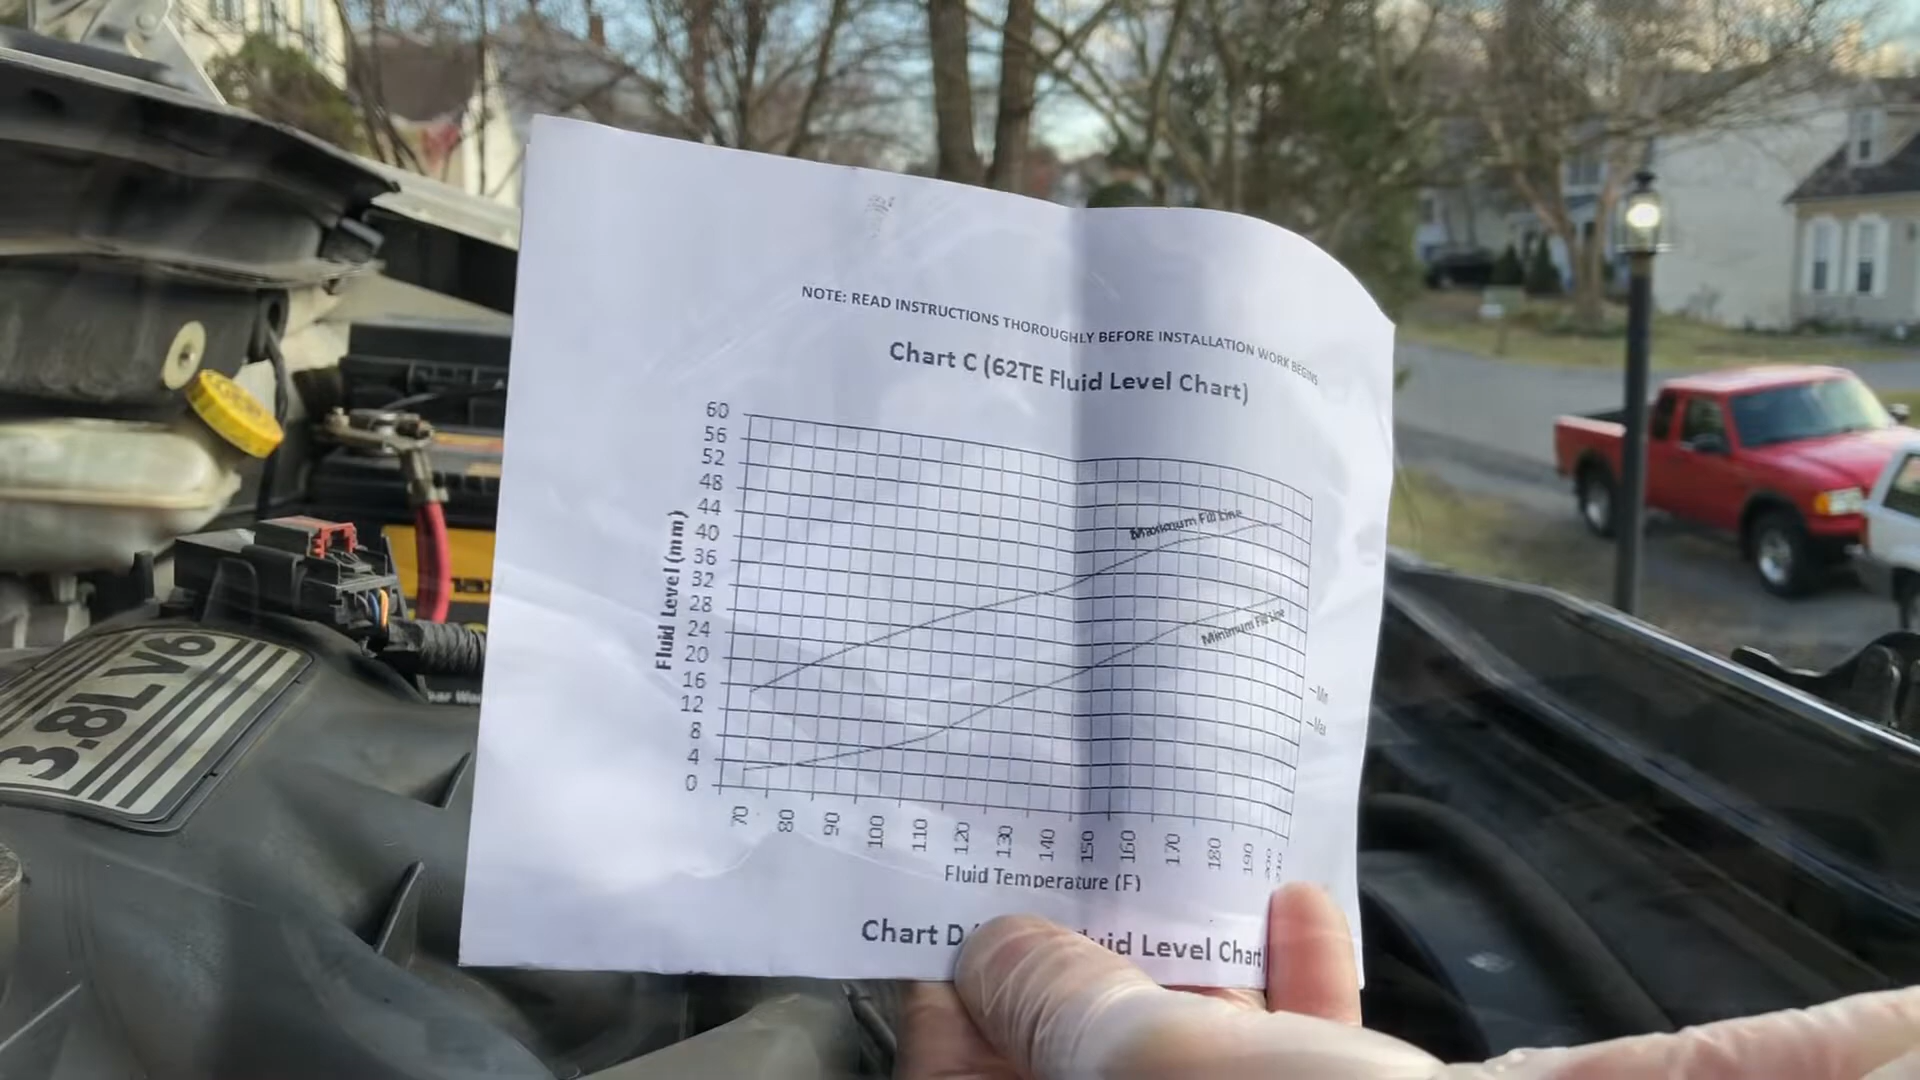 NOTE: READ INSTRUCTIONS THOROUGHLY BEFORE INSTALLATION WORK BEGINS
Chart C (62TE Fluid Level Chart)
60
56
52
48
44
40
36
32
28
24
20
16
12
8
4
0
Fluid Level (mm)
Maximum Fill Line
Minimum Fill Line
Min
Max
70
80
90
100
110
120
130
140
150
160
170
180
190
200
Fluid Temperature (F)
Chart D
Level Chart
3.8L V6